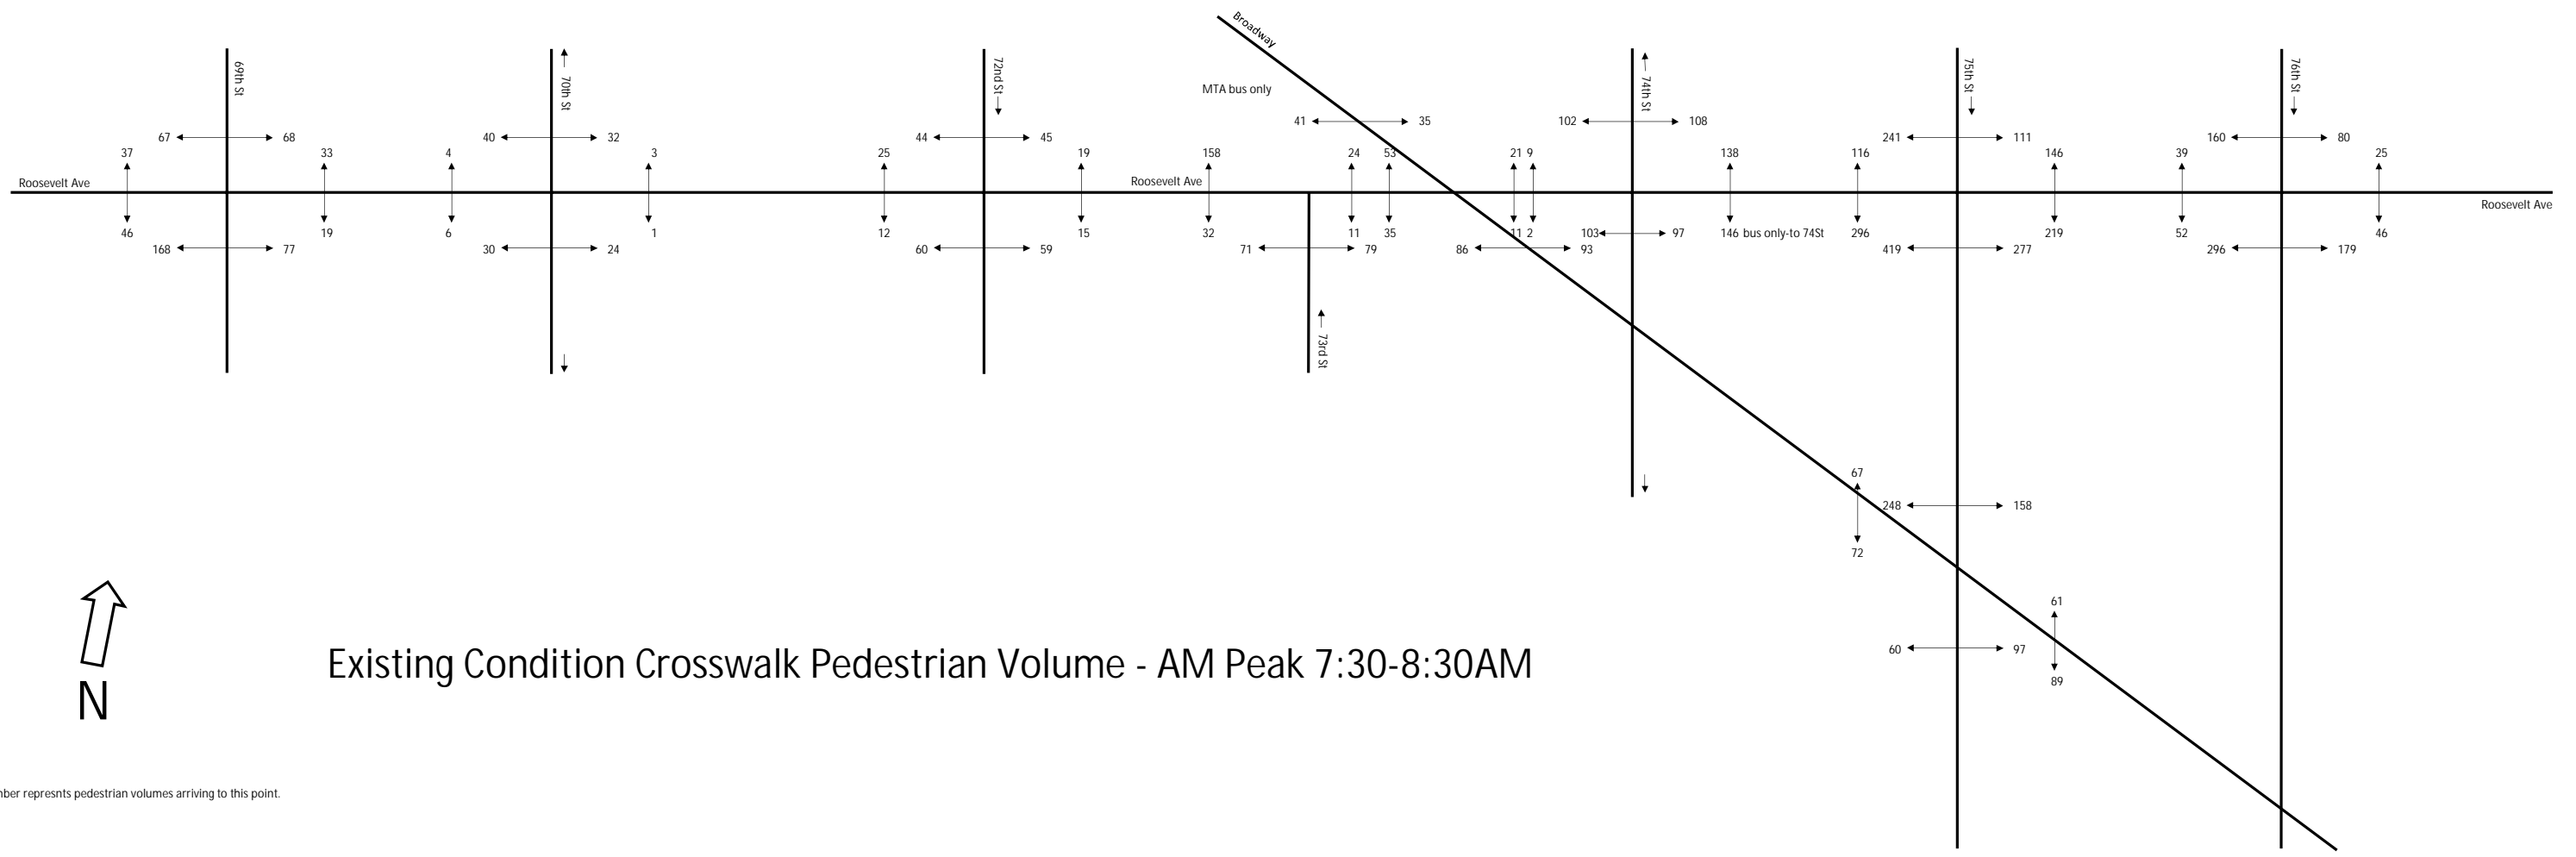 Broadway
69th St
70th St
72nd St
MTA bus only
74th St
75th St
76th St
41 35
102 108
67 68
40 32
44 45
241 111
160 80
37 33 4 3 25 19 158 24 53 21 9 138 116 146 39 25
Roosevelt Ave
Roosevelt Ave
Roosevelt Ave
46 19 6 1 12 15 32 11 35 11 2 103 97 146 bus only-to 74St 296 219 52 46
168 77
30 24
60 59
71 79
86 93
419 277
296 179
73rd St
67
248 158
72
61
60 97
89
Existing Condition Crosswalk Pedestrian Volume - AM Peak 7:30-8:30AM
N
represnts pedestrian volumes arriving to this point.